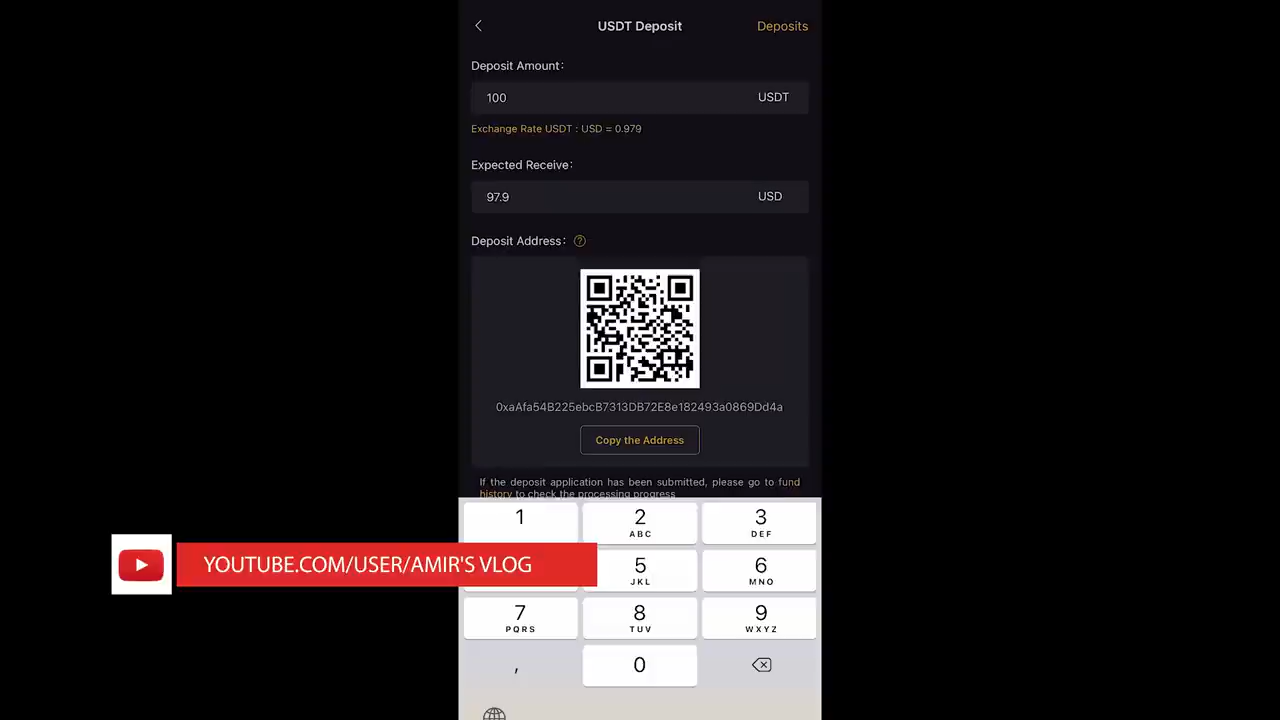 USDT Deposit
Deposits
Deposit Amount:
100 USDT
Exchange Rate USDT : USD = 0.979
Expected Receive:
97.9 USD
Deposit Address: ?
0xaAfa54B225ebcB7313DB72E8e182493a0869Dd4a
Copy the Address
If the deposit application has been submitted, please go to fund
history to check the processing progress
1
2
ABC
3
DEF
YOUTUBE.COM/USER/AMIR'S VLOG
5
JKL
6
MNO
7
PQRS
8
TUV
9
WXYZ
,
0